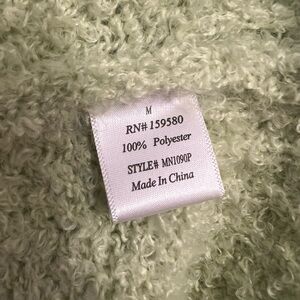 M
RN# 159580
100% Polyester
STYLE# MN1090P
Made In China